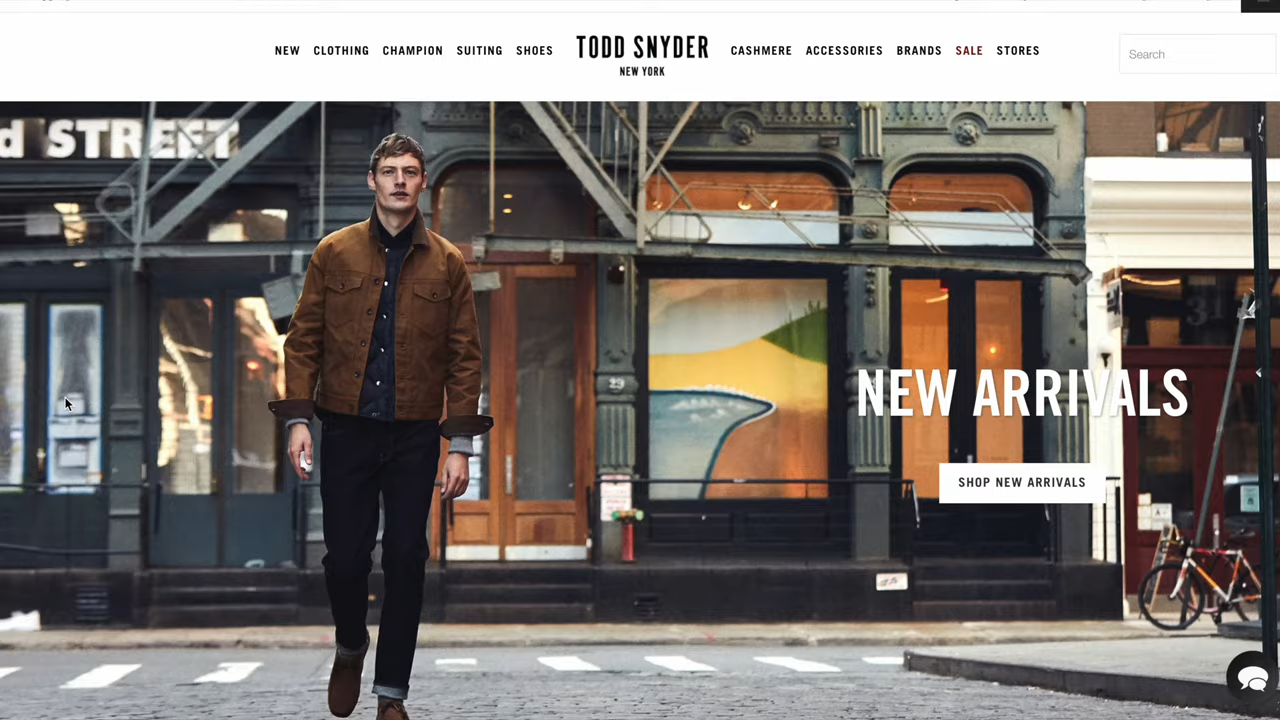 NEW CLOTHING CHAMPION SUITING SHOES
TODD SNYDER
NEW YORK
CASHMERE ACCESSORIES BRANDS SALE STORES
Search
d STREET
29
NEW ARRIVALS
SHOP NEW ARRIVALS